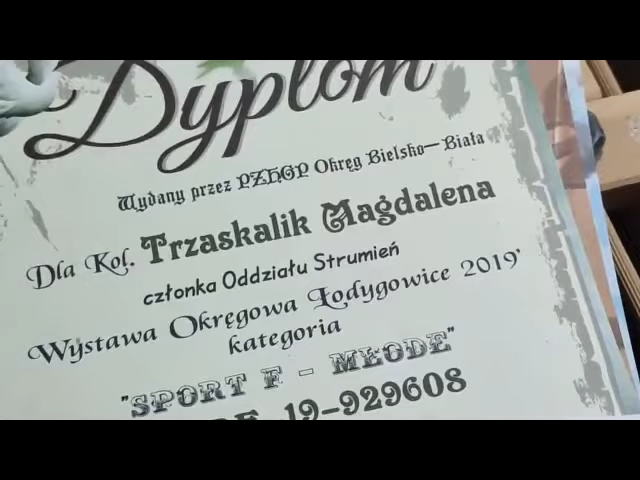 Dyplom
Wydany przez PZHGP Okręg Bielsko-Biała
Dla Kol. Trzaskalik Magdalena
członka Oddziału Strumień
Wystawa Okręgowa Łodygowice 2019'
kategoria
"SPORT F - MŁODE"
19-929608